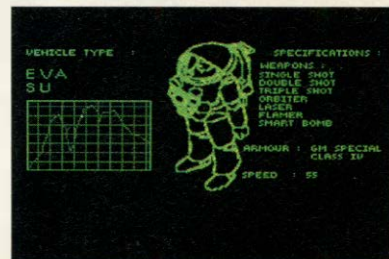 VEHICLE TYPE :
EVA
SU
SPECIFICATIONS :
WEAPONS :
SINGLE SHOT
DOUBLE SHOT
TRIPLE SHOT
ORBITER
LASER
FLAMER
SMART BOMB
ARMOUR : GM SPECIAL
CLASS IV
SPEED : 55